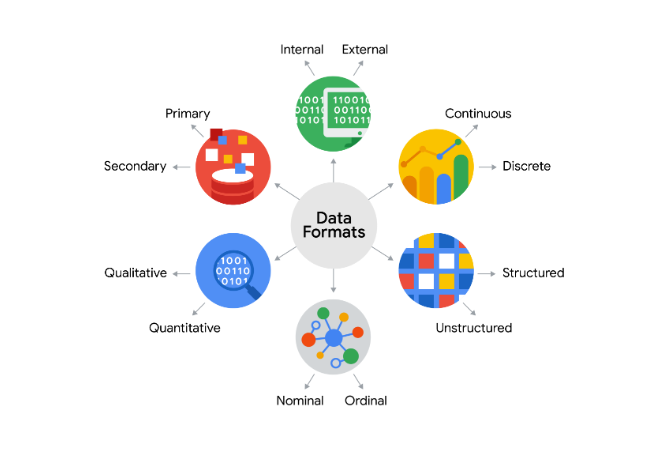 Internal External
Primary
Continuous
Secondary
Discrete
Data
Formats
Qualitative
Structured
Quantitative
Unstructured
Nominal Ordinal